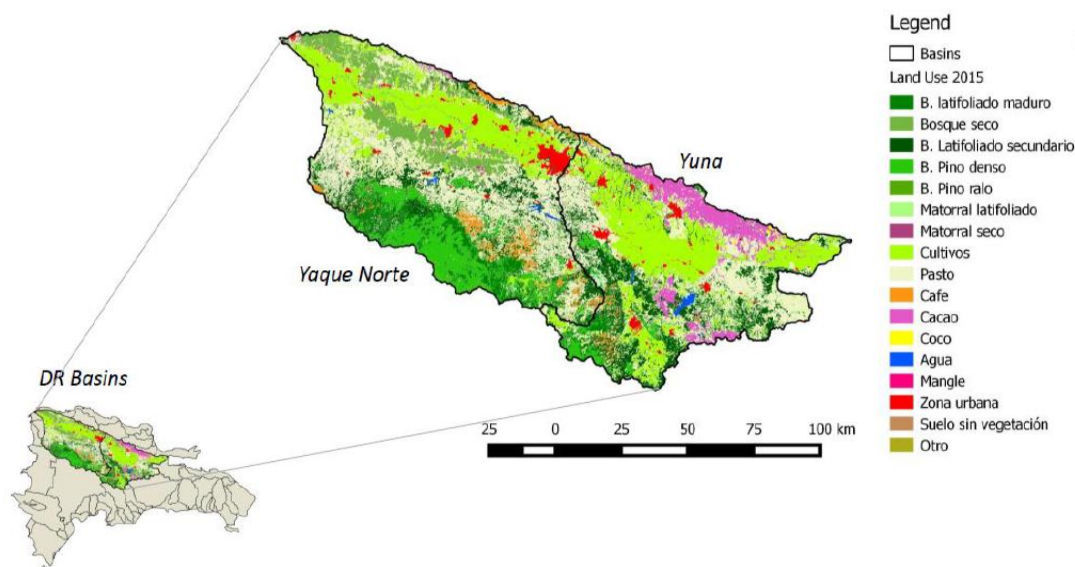 Legend
Basins
Land Use 2015
B. latifoliado maduro
Bosque seco
B. Latifoliado secundario
B. Pino denso
B. Pino ralo
Matorral latifoliado
Matorral seco
Cultivos
Pasto
Cafe
Cacao
Coco
Agua
Mangle
Zona urbana
Suelo sin vegetación
Otro
Yuna
Yaque Norte
DR Basins
25 0 25 50 75 100 km